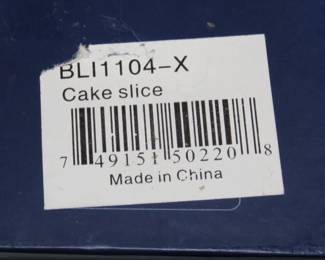 BLI1104-X
Cake slice
7 49151 50220 8
Made in China